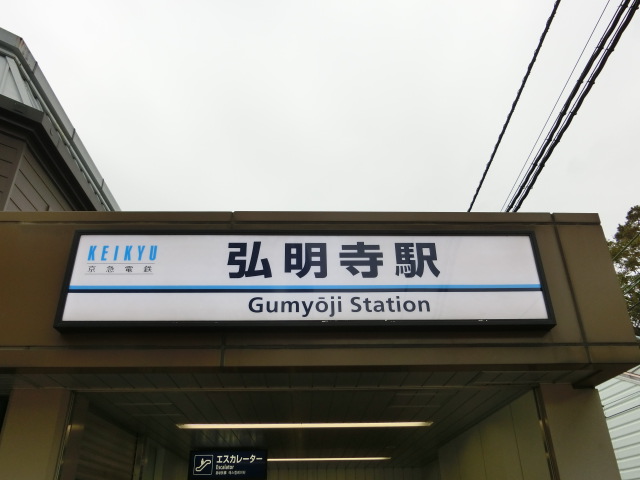 KEIKYU
京急電鉄
弘明寺駅
Gumyōji Station
エスカレーター
Escalator